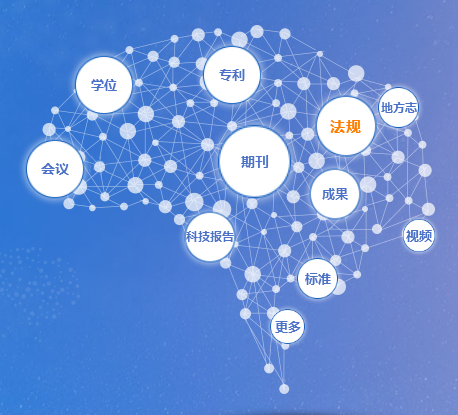 专利
学位
地方志
法规
期刊
会议
成果
科技报告
视频
标准
更多